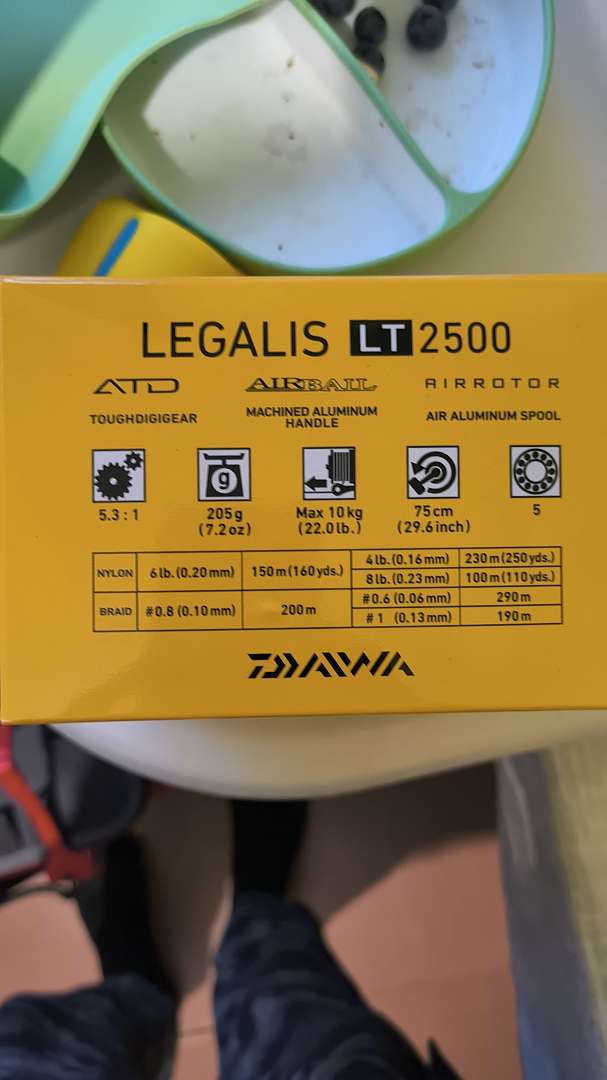 LEGALIS LT 2500
ATD AIRBAIL AIRROTOR
TOUGHDIGIGEAR MACHINED ALUMINUM HANDLE AIR ALUMINUM SPOOL
g
5.3 : 1 205g (7.2oz) Max 10kg (22.0lb.) 75cm (29.6inch) 5
NYLON 6lb.(0.20mm) 150m(160yds.) 4lb.(0.16mm) 230m(250yds.)
8lb.(0.23mm) 100m(110yds.)
BRAID #0.8 (0.10mm) 200m #0.6 (0.06mm) 290m
#1 (0.13mm) 190m
DAIWA